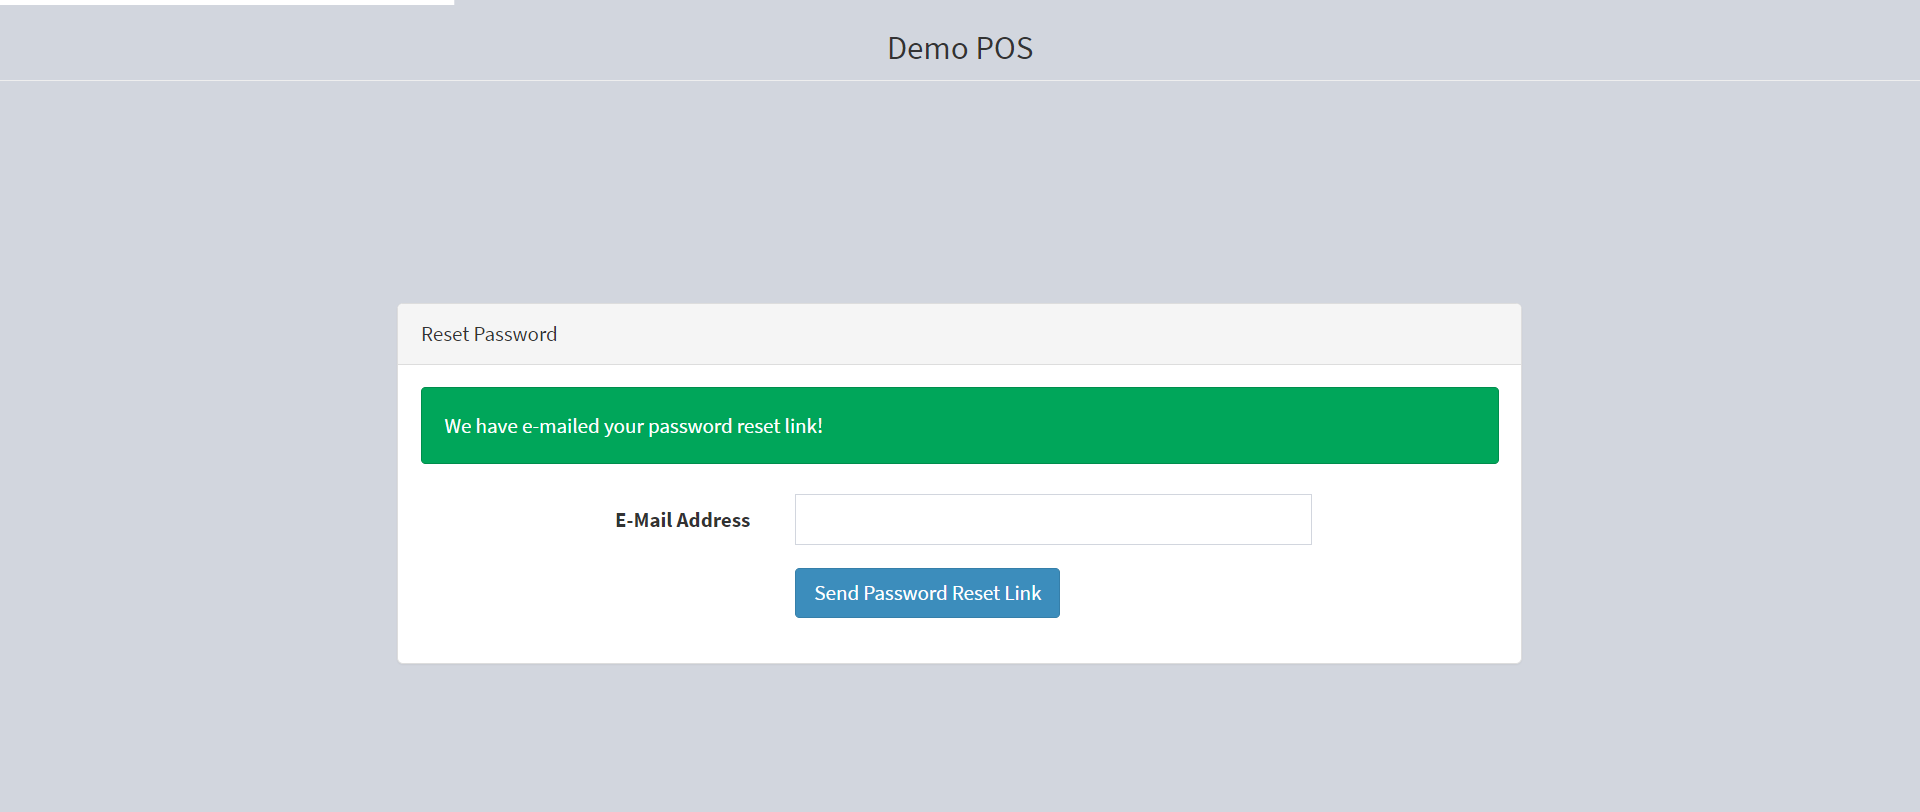 Demo POS
Reset Password
We have e-mailed your password reset link!
E-Mail Address
Send Password Reset Link